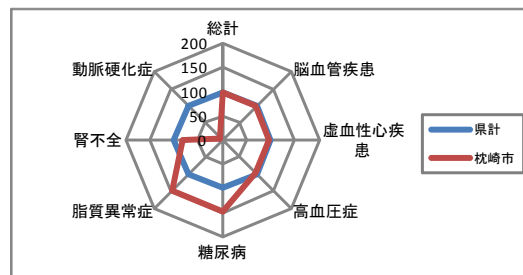 総計
200
150
100
50
0
脳血管疾患
虚血性心疾
患
高血圧症
糖尿病
脂質異常症
腎不全
動脈硬化症
県計
枕崎市